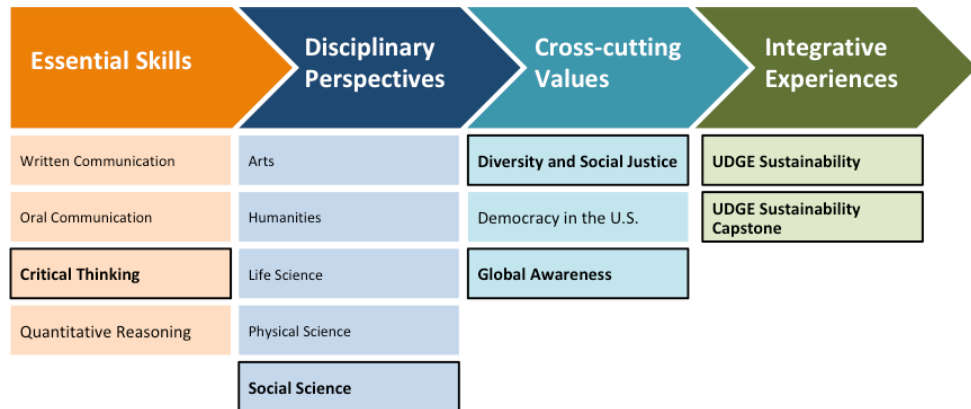 Essential Skills
Disciplinary
Perspectives
Cross-cutting
Values
Integrative
Experiences
Written Communication
Arts
Diversity and Social Justice
UDGE Sustainability
Oral Communication
Humanities
Democracy in the U.S.
UDGE Sustainability
Capstone
Critical Thinking
Life Science
Global Awareness
Quantitative Reasoning
Physical Science
Social Science